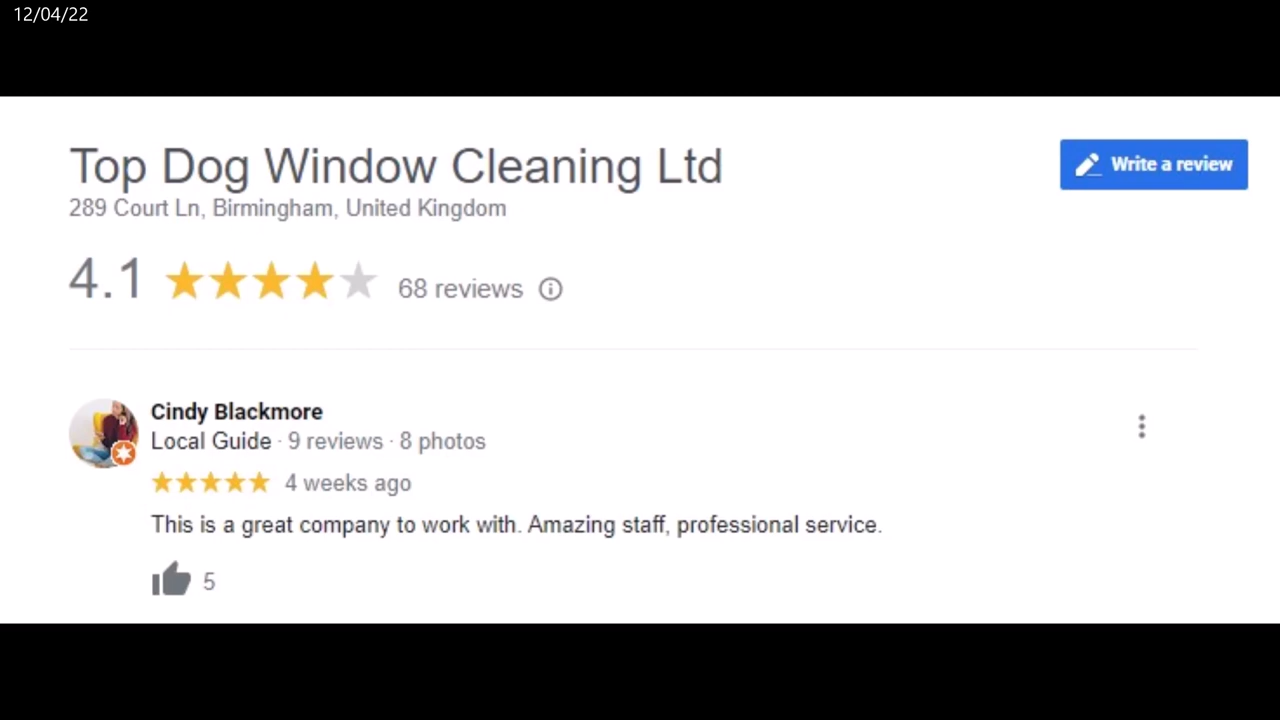 12/04/22
Top Dog Window Cleaning Ltd
Write a review
289 Court Ln, Birmingham, United Kingdom
4.1 68 reviews
Cindy Blackmore
Local Guide · 9 reviews · 8 photos
4 weeks ago
This is a great company to work with. Amazing staff, professional service.
5